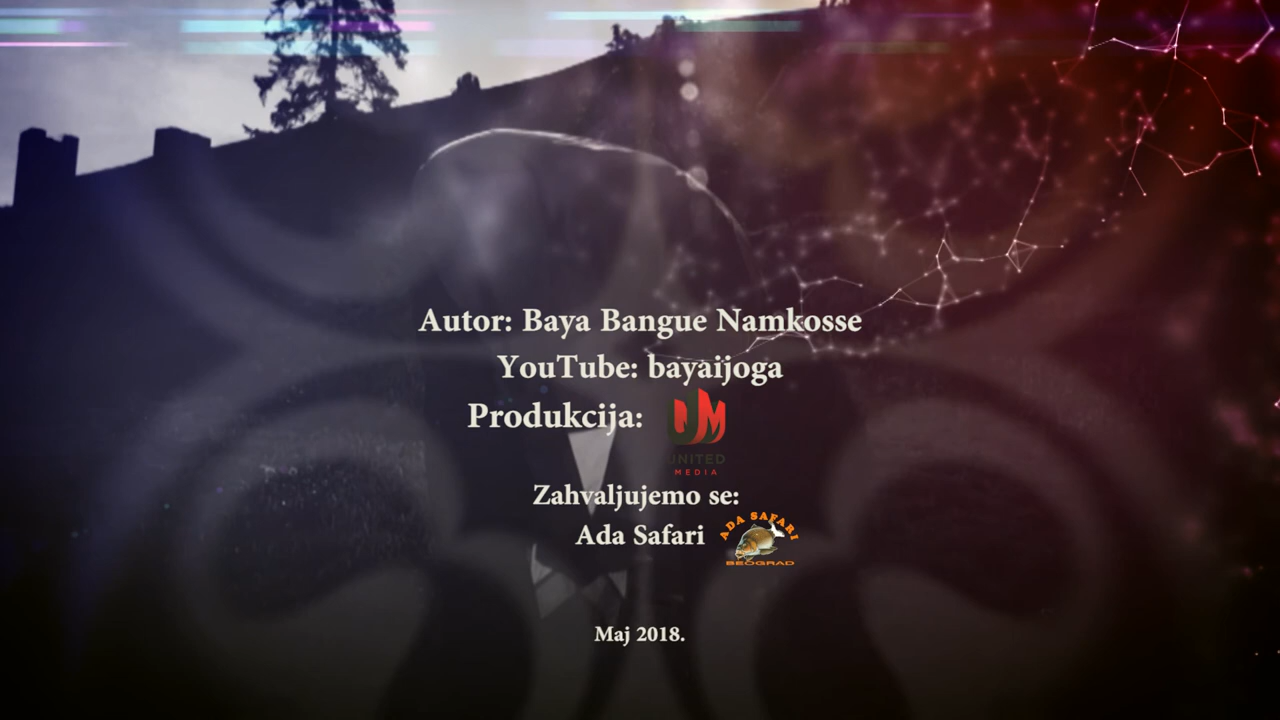 Autor: Baya Bangue Namkosse
YouTube: bayaijoga
Produkcija:
UNITED
MEDIA
Zahvaljujemo se:
Ada Safari
ADA SAFARI
BEOGRAD
Maj 2018.